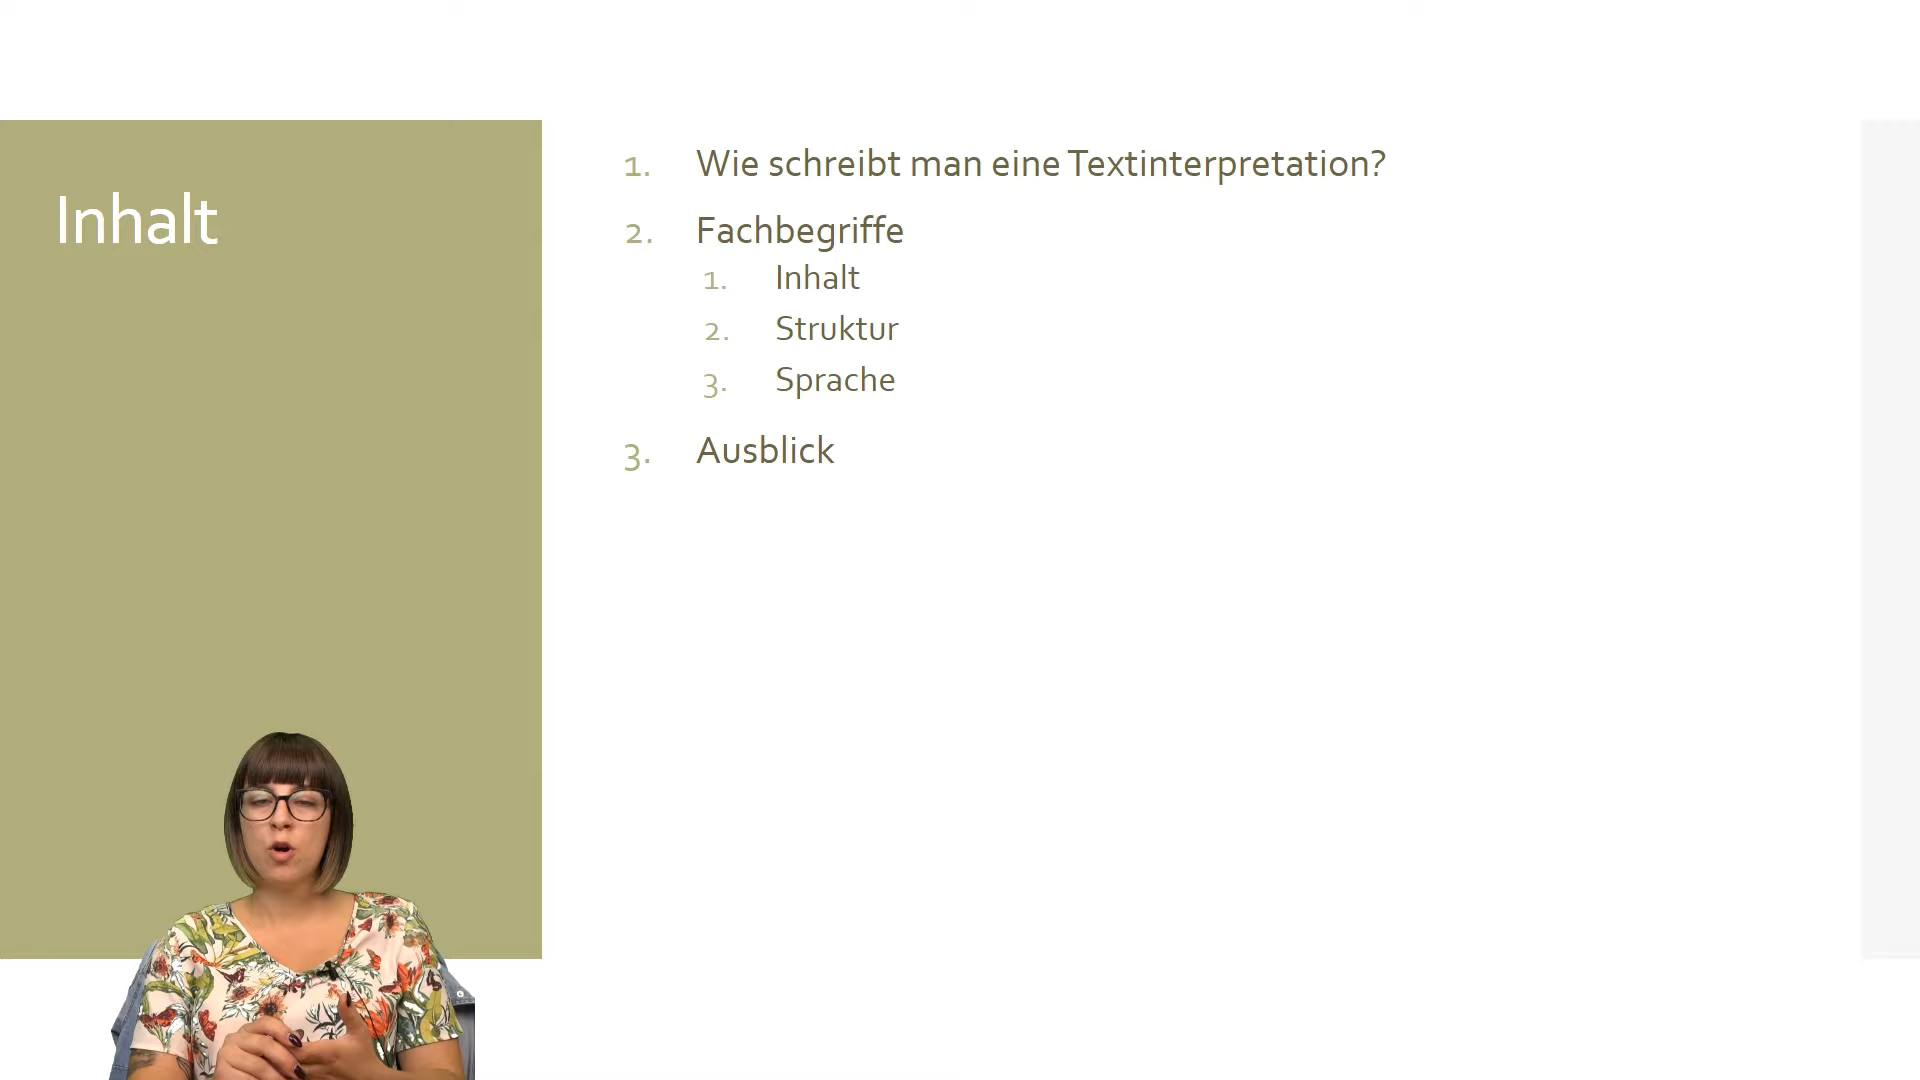 Inhalt
1. Wie schreibt man eine Textinterpretation?
2. Fachbegriffe
1. Inhalt
2. Struktur
3. Sprache
3. Ausblick